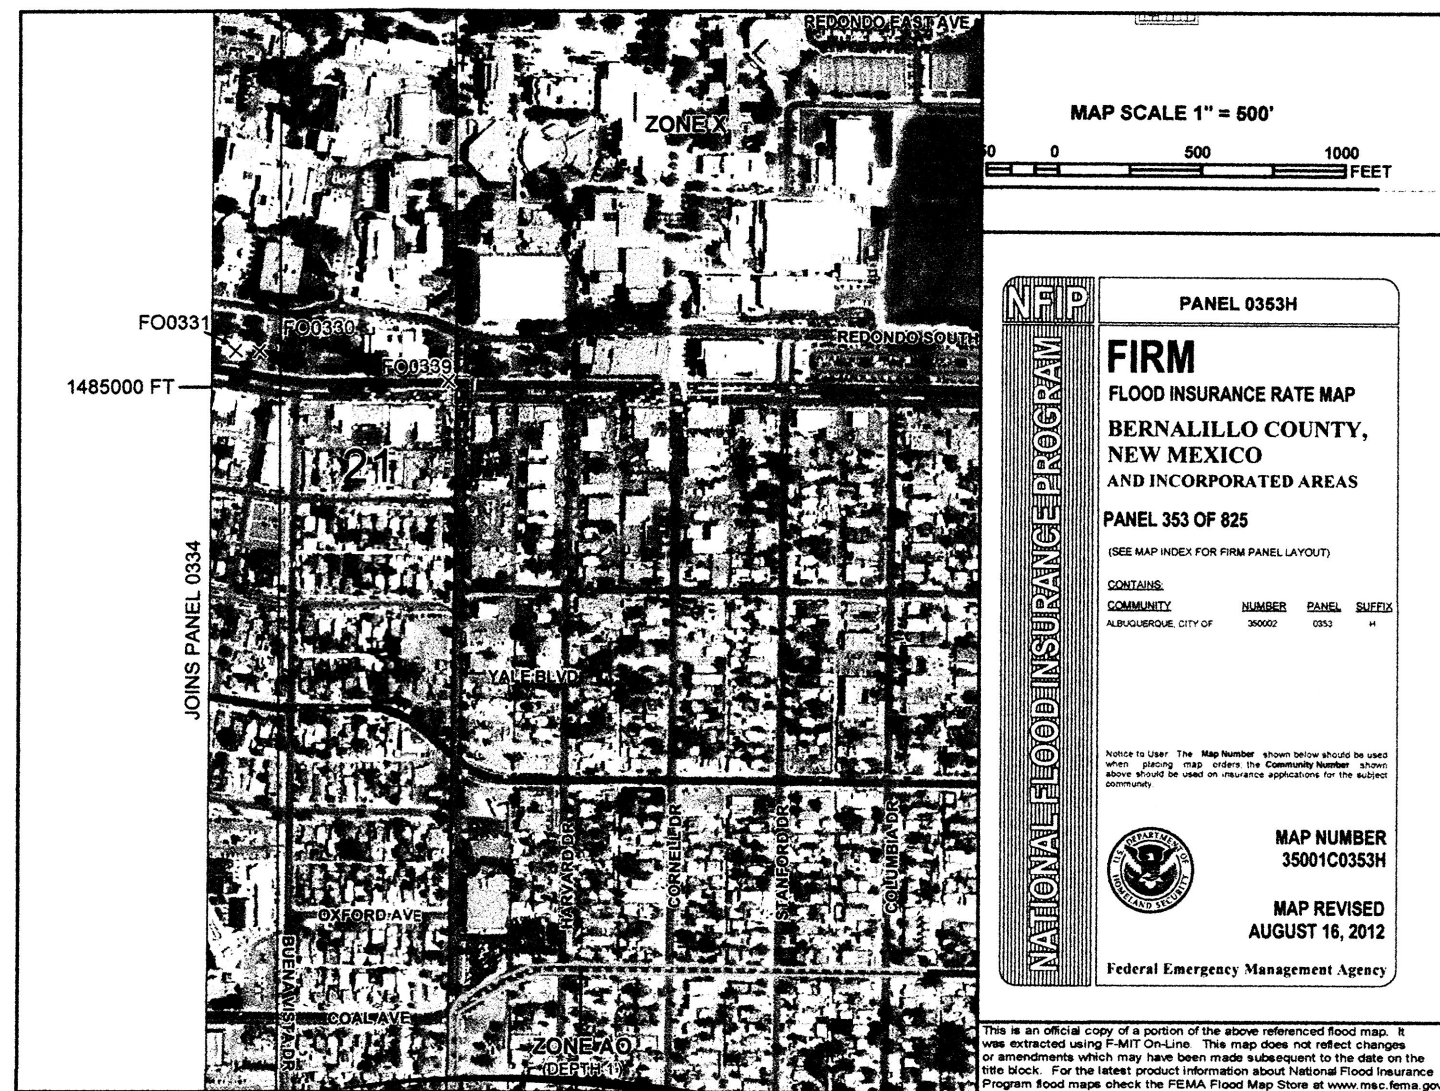 REDONDO EAST AVE
ZONE X
FO0331
FO0330
REDONDO SOUTH
FO0339
1485000 FT
21
JOINS PANEL 0334
YALE BLVD
HARVARD DR
CORNELL DR
STANFORD DR
COLUMBIA DR
OXFORD AVE
BUENA VISTA DR
COAL AVE
ZONE AO
(DEPTH 1)
MAP SCALE 1" = 500'
0 500 1000
FEET
NFIP
NATIONAL FLOOD INSURANCE PROGRAM
PANEL 0353H
FIRM
FLOOD INSURANCE RATE MAP
BERNALILLO COUNTY,
NEW MEXICO
AND INCORPORATED AREAS
PANEL 353 OF 825
(SEE MAP INDEX FOR FIRM PANEL LAYOUT)
CONTAINS:
COMMUNITY NUMBER PANEL SUFFIX
ALBUQUERQUE, CITY OF 350002 0353 H
Notice to User: The Map Number shown below should be used
when placing map orders; the Community Number shown
above should be used on insurance applications for the subject
community.
U.S. DEPARTMENT OF HOMELAND SECURITY
MAP NUMBER
35001C0353H
MAP REVISED
AUGUST 16, 2012
Federal Emergency Management Agency
This is an official copy of a portion of the above referenced flood map. It
was extracted using F-MIT On-Line. This map does not reflect changes
or amendments which may have been made subsequent to the date on the
title block. For the latest product information about National Flood Insurance
Program flood maps check the FEMA Flood Map Store at www.msc.fema.go